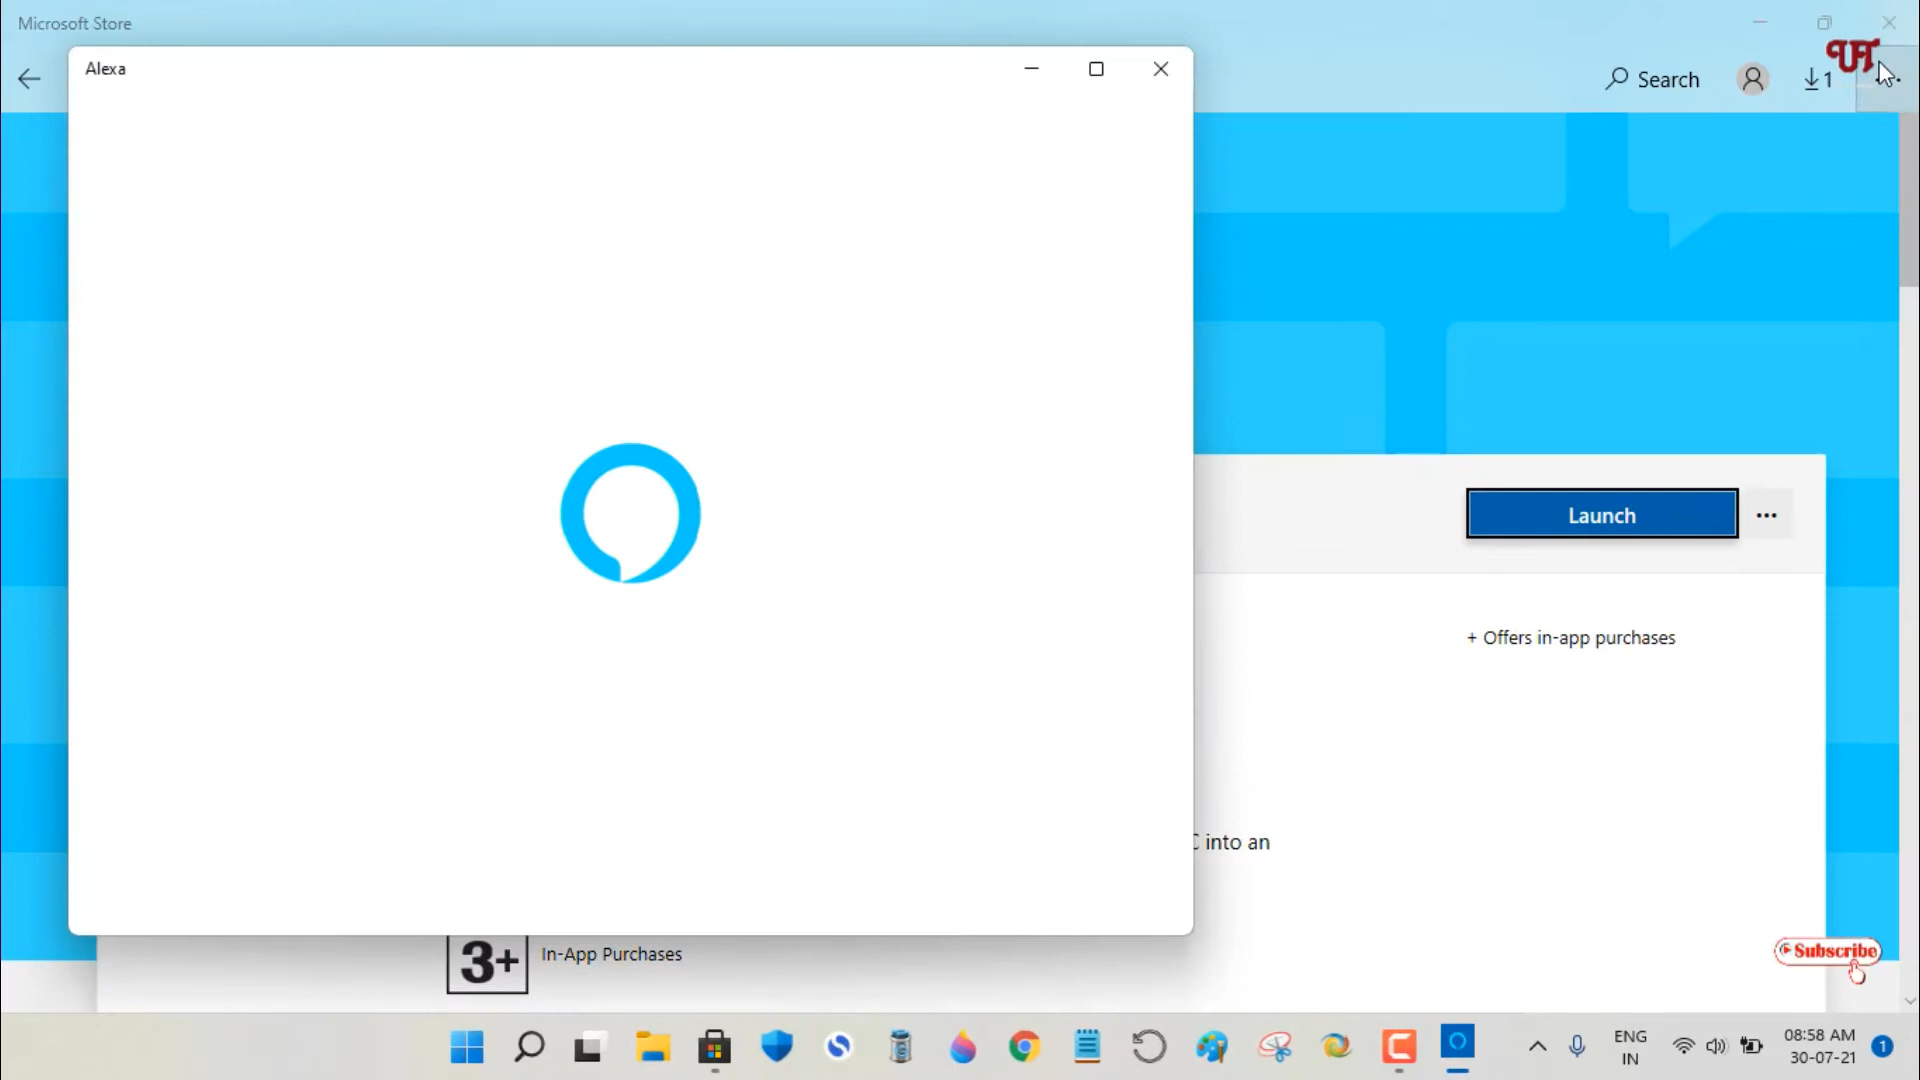 Microsoft Store
Alexa
Search
1
UH
Launch
+ Offers in-app purchases
into an
3+
In-App Purchases
Subscribe
ENG
IN
08:58 AM
30-07-21
1